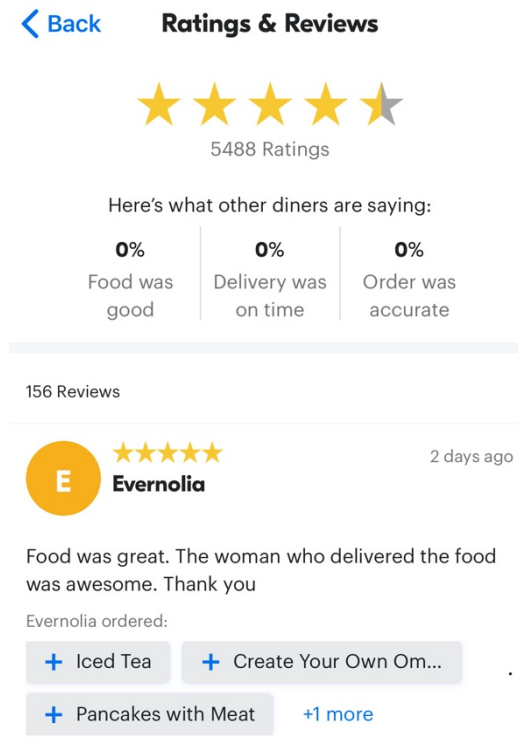 Back Ratings & Reviews
5488 Ratings
Here's what other diners are saying:
0% 0% 0%
Food was Delivery was Order was
good on time accurate
156 Reviews
E
2 days ago
Evernolia
Food was great. The woman who delivered the food
was awesome. Thank you
Evernolia ordered:
+ Iced Tea + Create Your Own Om...
+ Pancakes with Meat +1 more